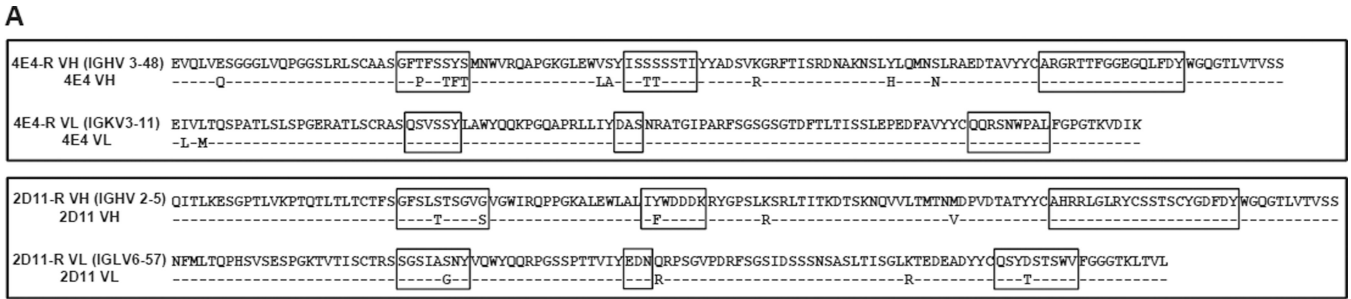 A
4E4-R VH (IGHV 3-48) EVQLVESGGGLVQPGGSLRLSCAASGFTFSSYSMNWVRQAPGKGLEWVSYISSSSSTIYYADSVKGRFTISRDNAKNSLYLQMNSLRAEDTAVYYCARGRTTFGGEGQLFDYWGQGTLVTVSS
4E4 VH -----Q---------------------P--TFT--------------LA---TT----------R--------------H----N--------------------------------------
4E4-R VL (IGKV3-11) EIVLTQSPATLSLSPGERATLSCRASQSVSSYLAWYQQKPGQAPRLLIYDASNRATGIPARFSGSGSGTDFTLTISSLEPEDFAVYYCQQRSNWPALFGPGTKVDIK
4E4 VL -L-M-------------------------------------------------------------------------------------------------------
2D11-R VH (IGHV 2-5) QITLKESGPTLVKPTQTLTLTCTFSGFSLSTSGVGVGWIRQPPGKALEWLALIYWDDDKRYGPSLKSRLTITKDTSKNQVVLTMTNMDPVDTATYYCAHRRLGLRYCSSTSCYGDFDYWGQGTLVTVSS
2D11 VH -----------------------------T----S------------------F-----------R--------------------V------------------------------------------
2D11-R VL (IGLV6-57) NFMLTQPHSVSESPGKTVTISCTRSSGSIASNYVQWYQQRPGSSPTTVIYEDNQRPSGVPDRFSGSIDSSSNASLTISGLKTEDEADYYCQSYDSTSWVFGGGTKLTVL
2D11 VL ------------------------------G----------------------R--------------------------R------------T---------------